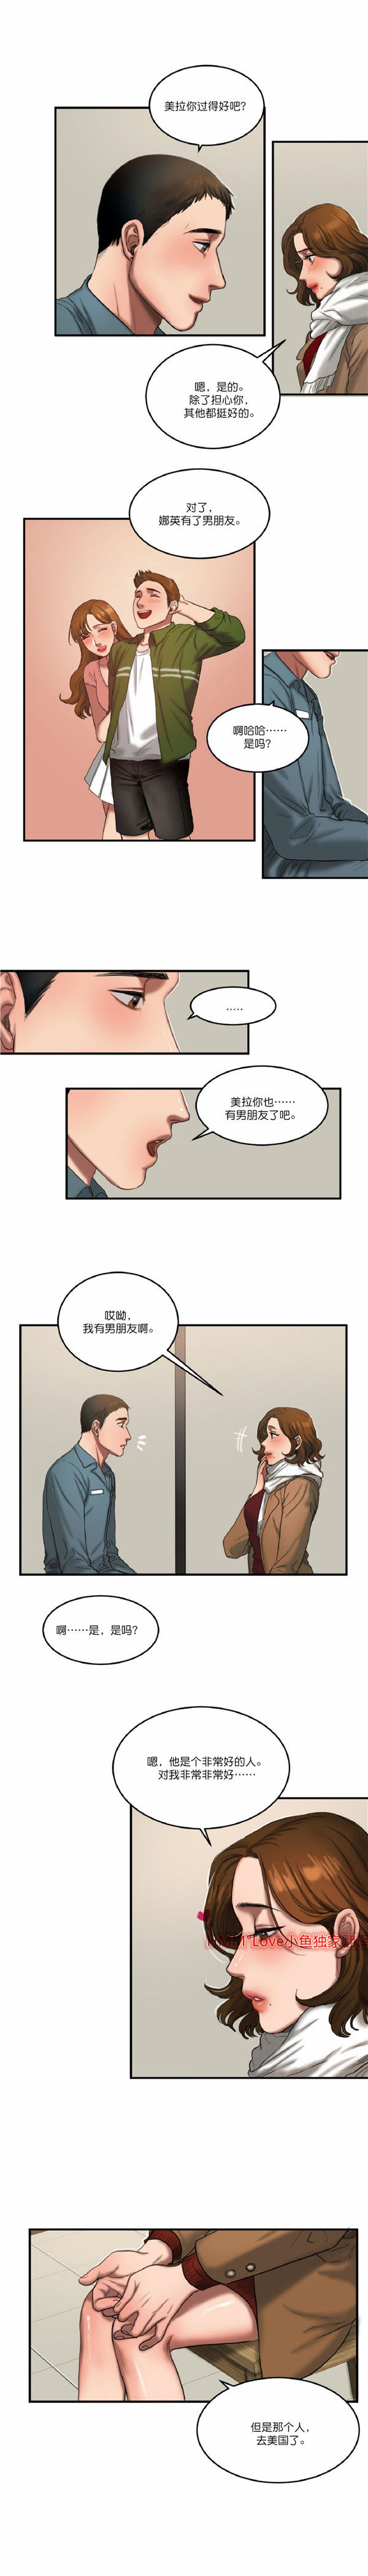 美拉你过得好吧?
嗯，是的。
除了担心你，
其他都挺好的。
对了，
娜英有了男朋友。
啊哈哈……
是吗?
……
美拉你也……
有男朋友了吧。
哎呦，
我有男朋友啊。
啊……是，是吗?
嗯，他是个非常好的人。
对我非常非常好……
Love小鱼独家
但是那个人，
去美国了。